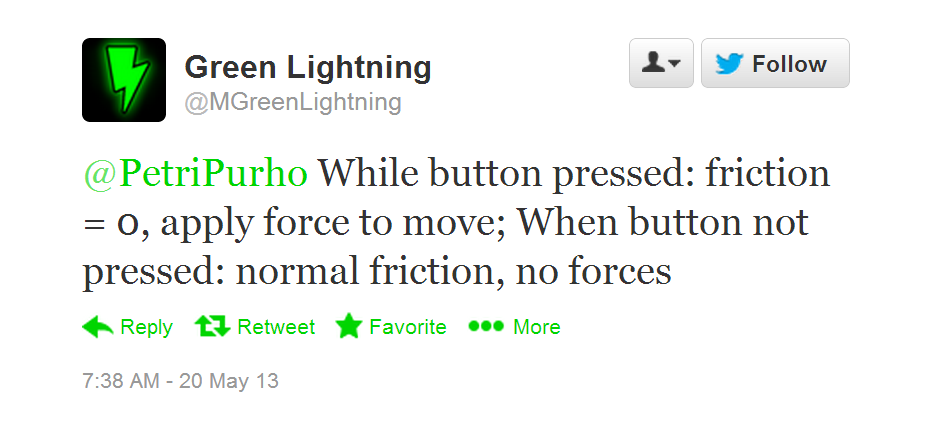 Green Lightning
@MGreenLightning
Follow
@PetriPurho While button pressed: friction
= 0, apply force to move; When button not
pressed: normal friction, no forces
Reply Retweet Favorite More
7:38 AM - 20 May 13